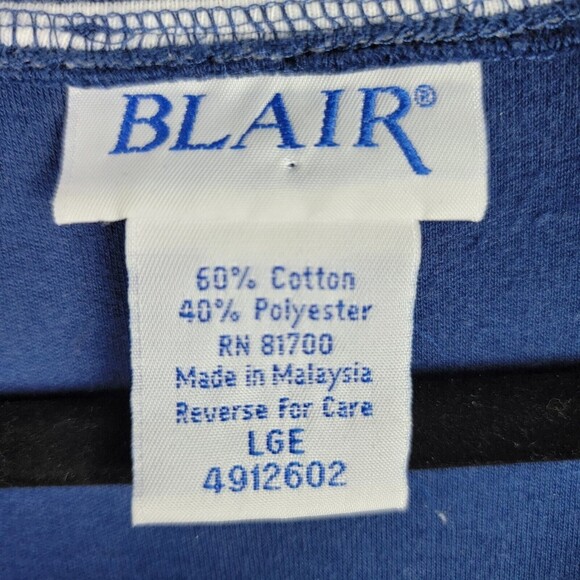 BLAIR®
60% Cotton
40% Polyester
RN 81700
Made in Malaysia
Reverse For Care
LGE
4912602